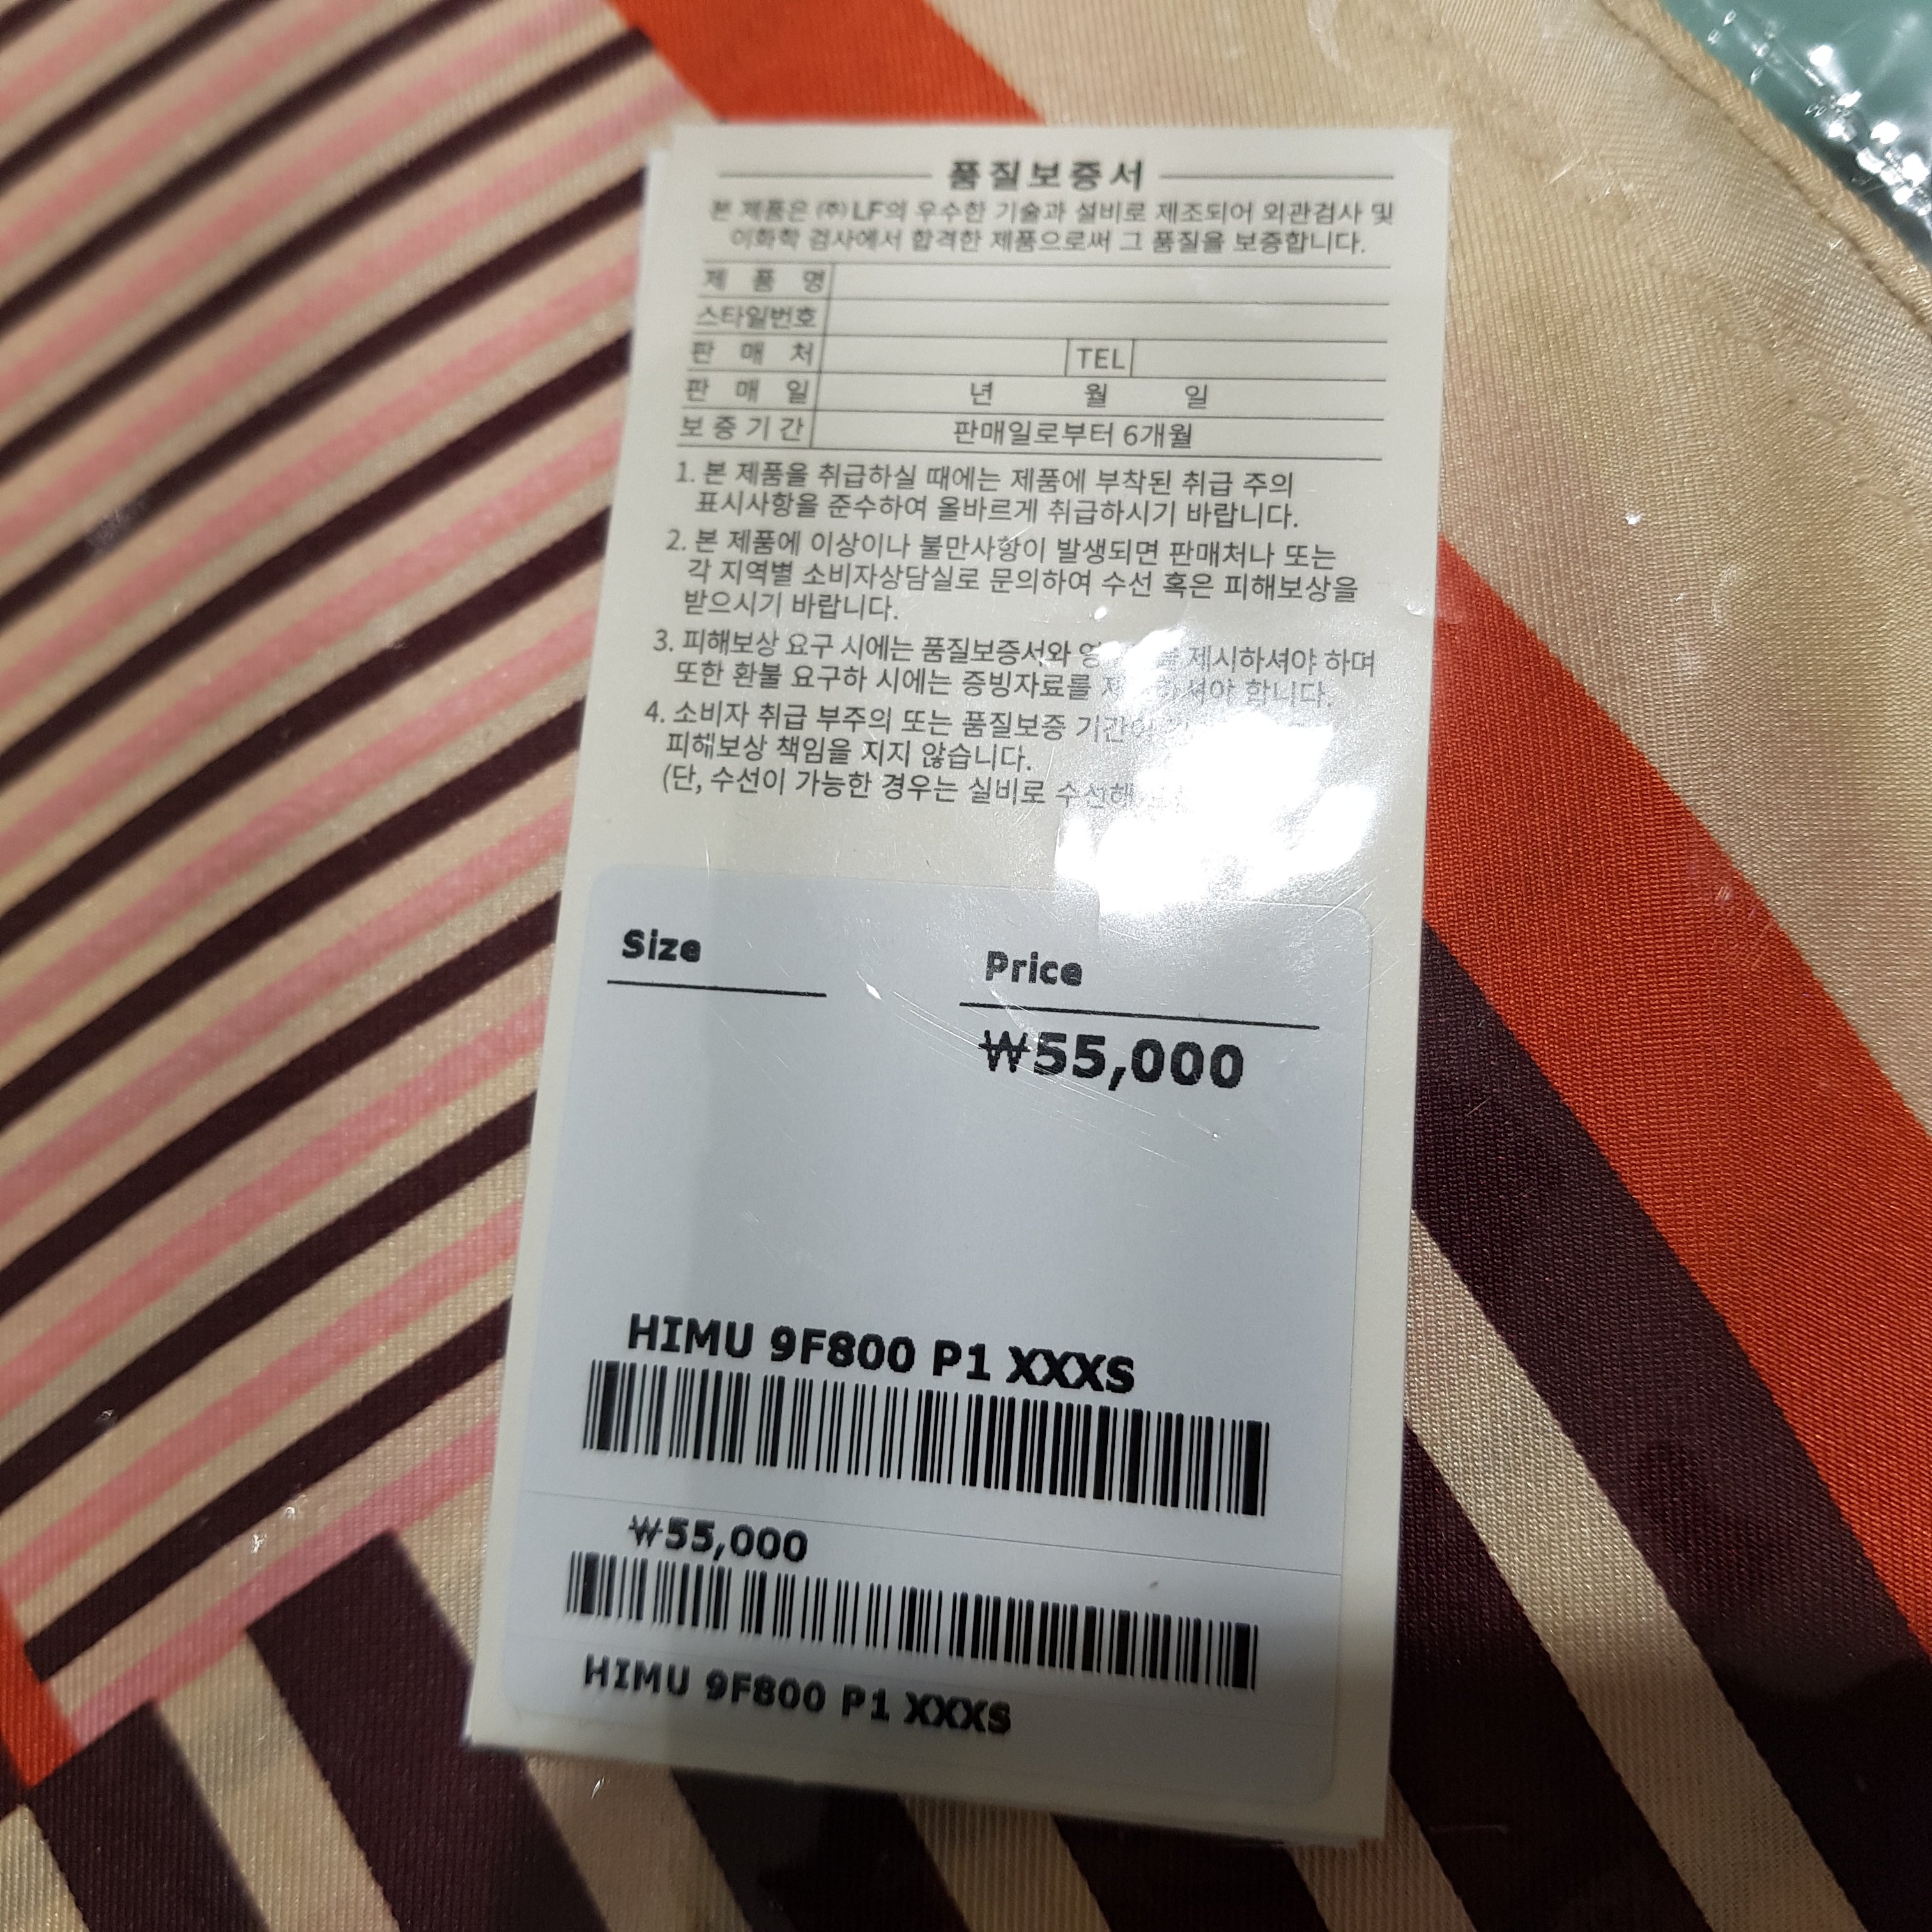 품질보증서
본 제품은 ㈜LF의 우수한 기술과 설비로 제조되어 외관검사 및
이화학 검사에서 합격한 제품으로써 그 품질을 보증합니다.
제 품 명
스타일번호
판 매 처 TEL
판 매 일 년 월 일
보증기간 판매일로부터 6개월
1. 본 제품을 취급하실 때에는 제품에 부착된 취급 주의
표시사항을 준수하여 올바르게 취급하시기 바랍니다.
2. 본 제품에 이상이나 불만사항이 발생되면 판매처나 또는
각 지역별 소비자상담실로 문의하여 수선 혹은 피해보상을
받으시기 바랍니다.
3. 피해보상 요구 시에는 품질보증서와 제시하셔야 하며
또한 환불 요구하 시에는 증빙자료를 합니다.
4. 소비자 취급 부주의 또는 품질보증
피해보상 책임을 지지 않습니다.
(단, 수선이 가능한 경우는 실비로
Size Price
₩55,000
HIMU 9F800 P1 XXXS
₩55,000
HIMU 9F800 P1 XXXS